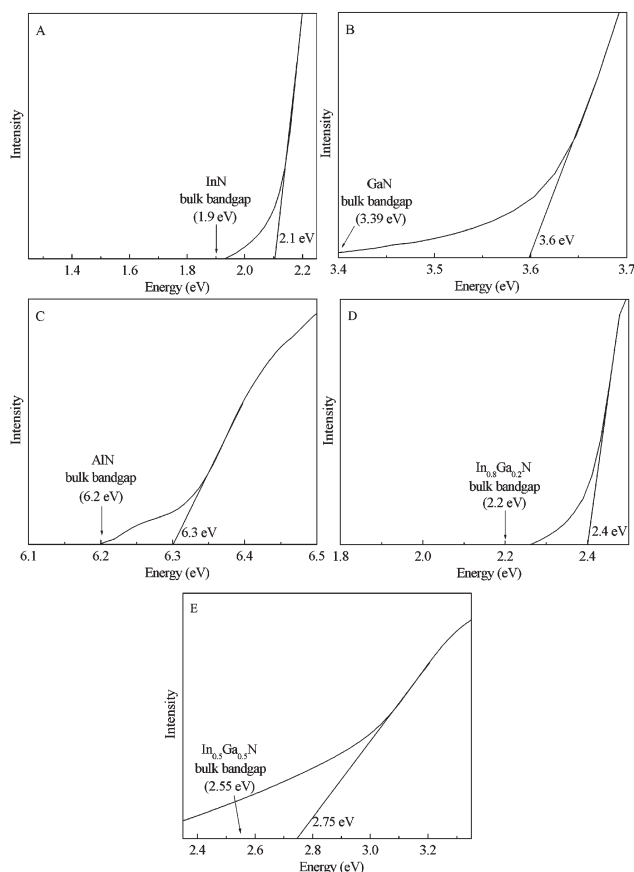 A
Intensity
InN
bulk bandgap
(1.9 eV)
2.1 eV
1.4 1.6 1.8 2.0 2.2
Energy (eV)
B
Intensity
GaN
bulk bandgap
(3.39 eV)
3.6 eV
3.4 3.5 3.6 3.7
Energy (eV)
C
Intensity
AlN
bulk bandgap
(6.2 eV)
6.3 eV
6.1 6.2 6.3 6.4 6.5
Energy (eV)
D
Intensity
In0.8Ga0.2N
bulk bandgap
(2.2 eV)
2.4 eV
1.8 2.0 2.2 2.4
Energy (eV)
E
Intensity
In0.5Ga0.5N
bulk bandgap
(2.55 eV)
2.75 eV
2.4 2.6 2.8 3.0 3.2
Energy (eV)